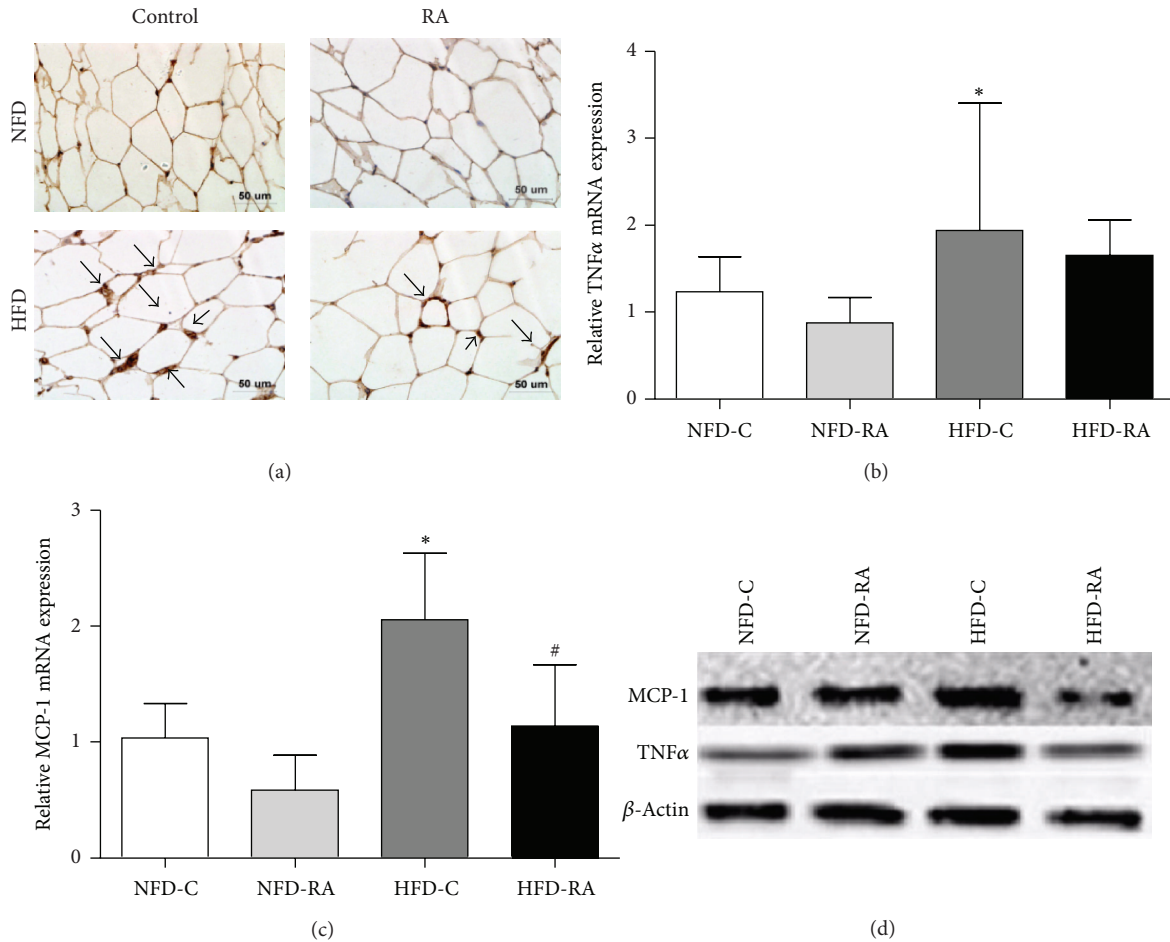 Control
RA
NFD
50 um
50 um
HFD
50 um
50 um
(a)
Relative TNFα mRNA expression
4
3
2
1
0
*
NFD-C
NFD-RA
HFD-C
HFD-RA
(b)
Relative MCP-1 mRNA expression
3
2
1
0
*
#
NFD-C
NFD-RA
HFD-C
HFD-RA
(c)
NFD-C
NFD-RA
HFD-C
HFD-RA
MCP-1
TNFα
β-Actin
(d)